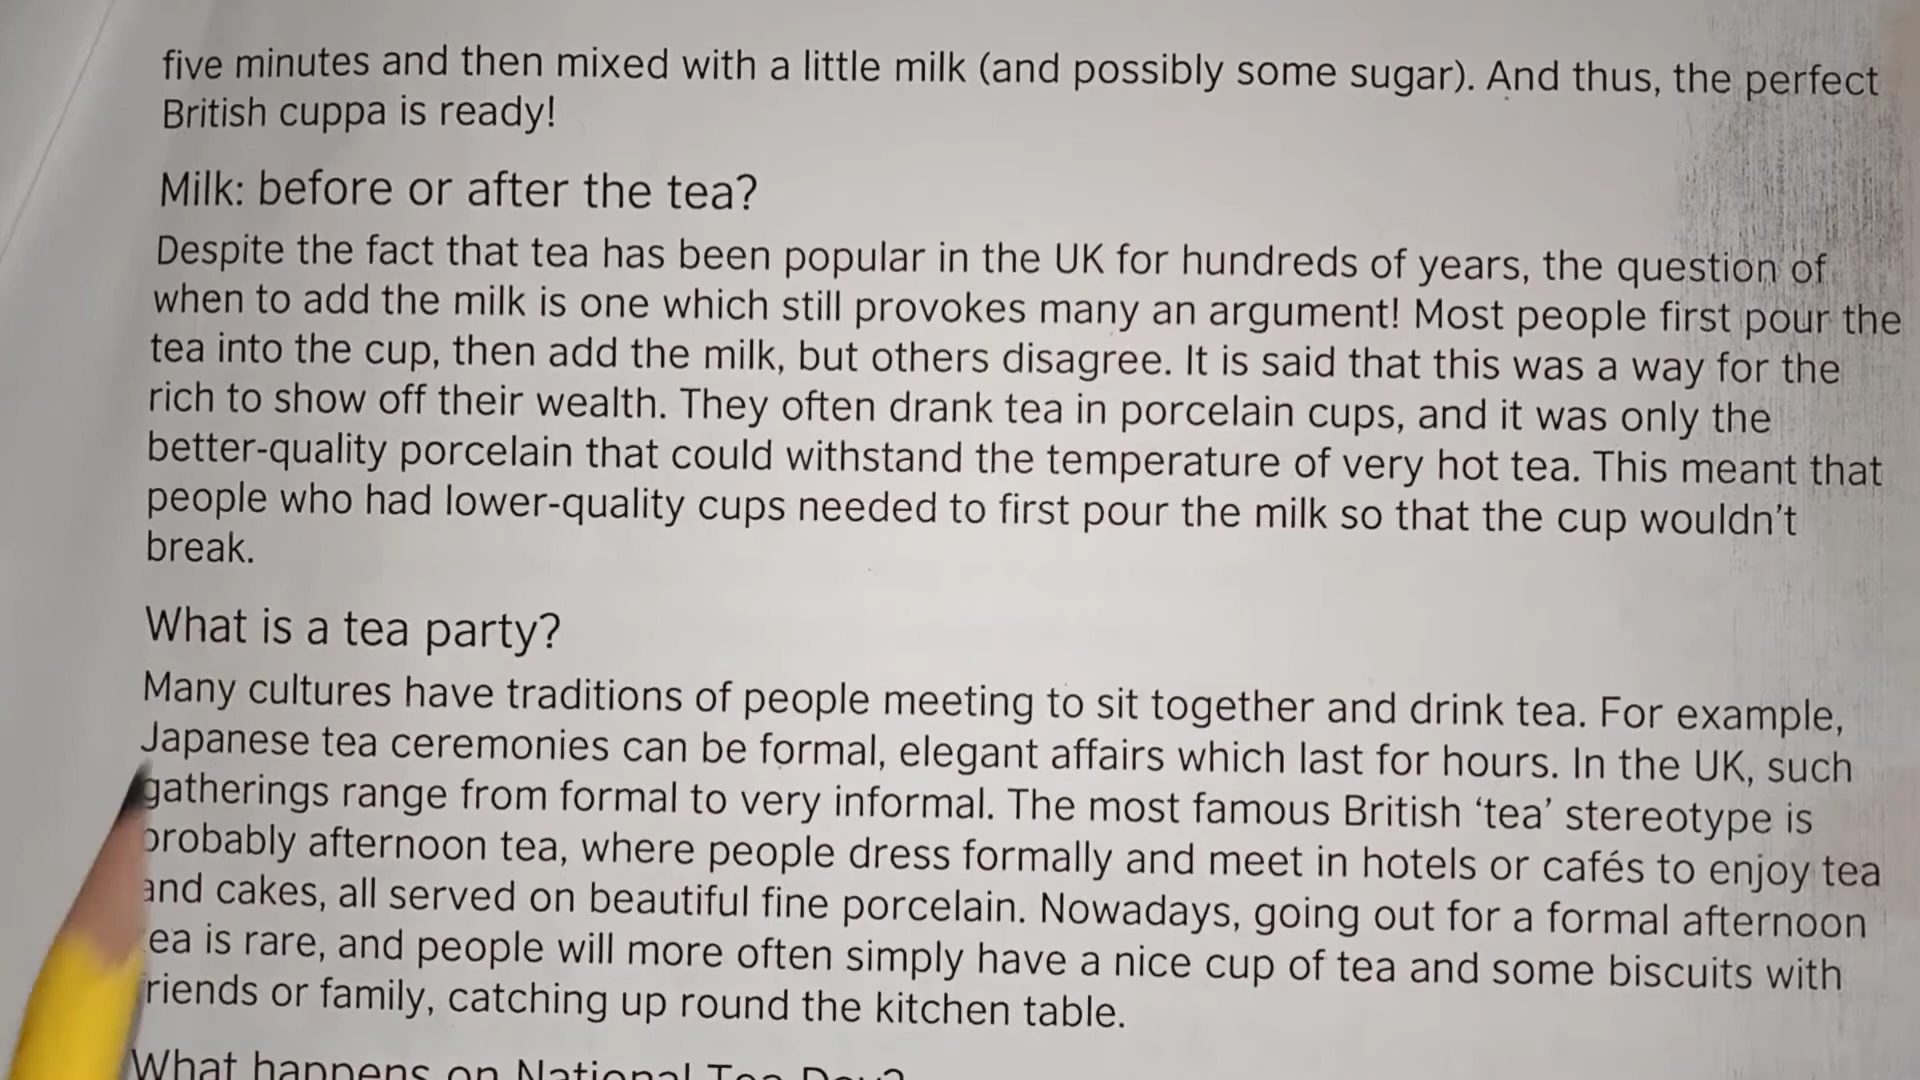 five minutes and then mixed with a little milk (and possibly some sugar). And thus, the perfect
British cuppa is ready!
Milk: before or after the tea?
Despite the fact that tea has been popular in the UK for hundreds of years, the question of
when to add the milk is one which still provokes many an argument! Most people first pour the
tea into the cup, then add the milk, but others disagree. It is said that this was a way for the
rich to show off their wealth. They often drank tea in porcelain cups, and it was only the
better-quality porcelain that could withstand the temperature of very hot tea. This meant that
people who had lower-quality cups needed to first pour the milk so that the cup wouldn't
break.
What is a tea party?
Many cultures have traditions of people meeting to sit together and drink tea. For example,
Japanese tea ceremonies can be formal, elegant affairs which last for hours. In the UK, such
gatherings range from formal to very informal. The most famous British ‘tea’ stereotype is
probably afternoon tea, where people dress formally and meet in hotels or cafés to enjoy tea
and cakes, all served on beautiful fine porcelain. Nowadays, going out for a formal afternoon
tea is rare, and people will more often simply have a nice cup of tea and some biscuits with
friends or family, catching up round the kitchen table.
What happens on National Tea Day?